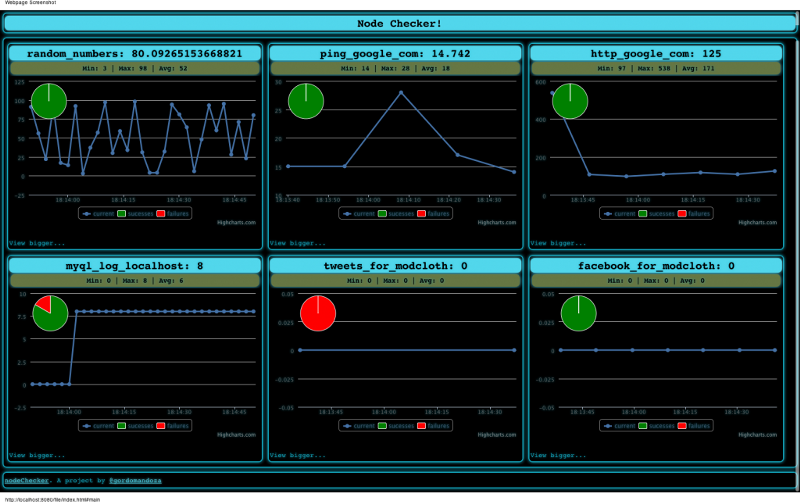 Webpage Screenshot
Node Checker!
random_numbers: 80.09265153668821
Min: 3 | Max: 98 | Avg: 52
125
100
75
50
25
0
-25
18:14:00 18:14:15 18:14:30 18:14:45
current sucesses failures
Highcharts.com
View bigger...
ping_google_com: 14.742
Min: 14 | Max: 28 | Avg: 18
30
25
20
15
10
18:13:40 18:13:50 18:14:00 18:14:10 18:14:20 18:14:30
current sucesses failures
Highcharts.com
View bigger...
http_google_com: 125
Min: 97 | Max: 538 | Avg: 171
600
400
200
0
18:13:45 18:14:00 18:14:15 18:14:30
current sucesses failures
Highcharts.com
View bigger...
myql_log_localhost: 8
Min: 0 | Max: 8 | Avg: 6
10
7.5
5
2.5
0
-2.5
18:14:00 18:14:15 18:14:30 18:14:45
current sucesses failures
Highcharts.com
View bigger...
tweets_for_modcloth: 0
Min: 0 | Max: 0 | Avg: 0
0.05
0.025
0
-0.025
-0.05
18:13:45 18:14:00 18:14:15 18:14:30
current sucesses failures
Highcharts.com
View bigger...
facebook_for_modcloth: 0
Min: 0 | Max: 0 | Avg: 0
0.05
0.025
0
-0.025
-0.05
18:13:45 18:14:00 18:14:15 18:14:30
current sucesses failures
Highcharts.com
View bigger...
nodeChecker. A project by @gordomandosa
http://localhost:8080/file/index.html#main